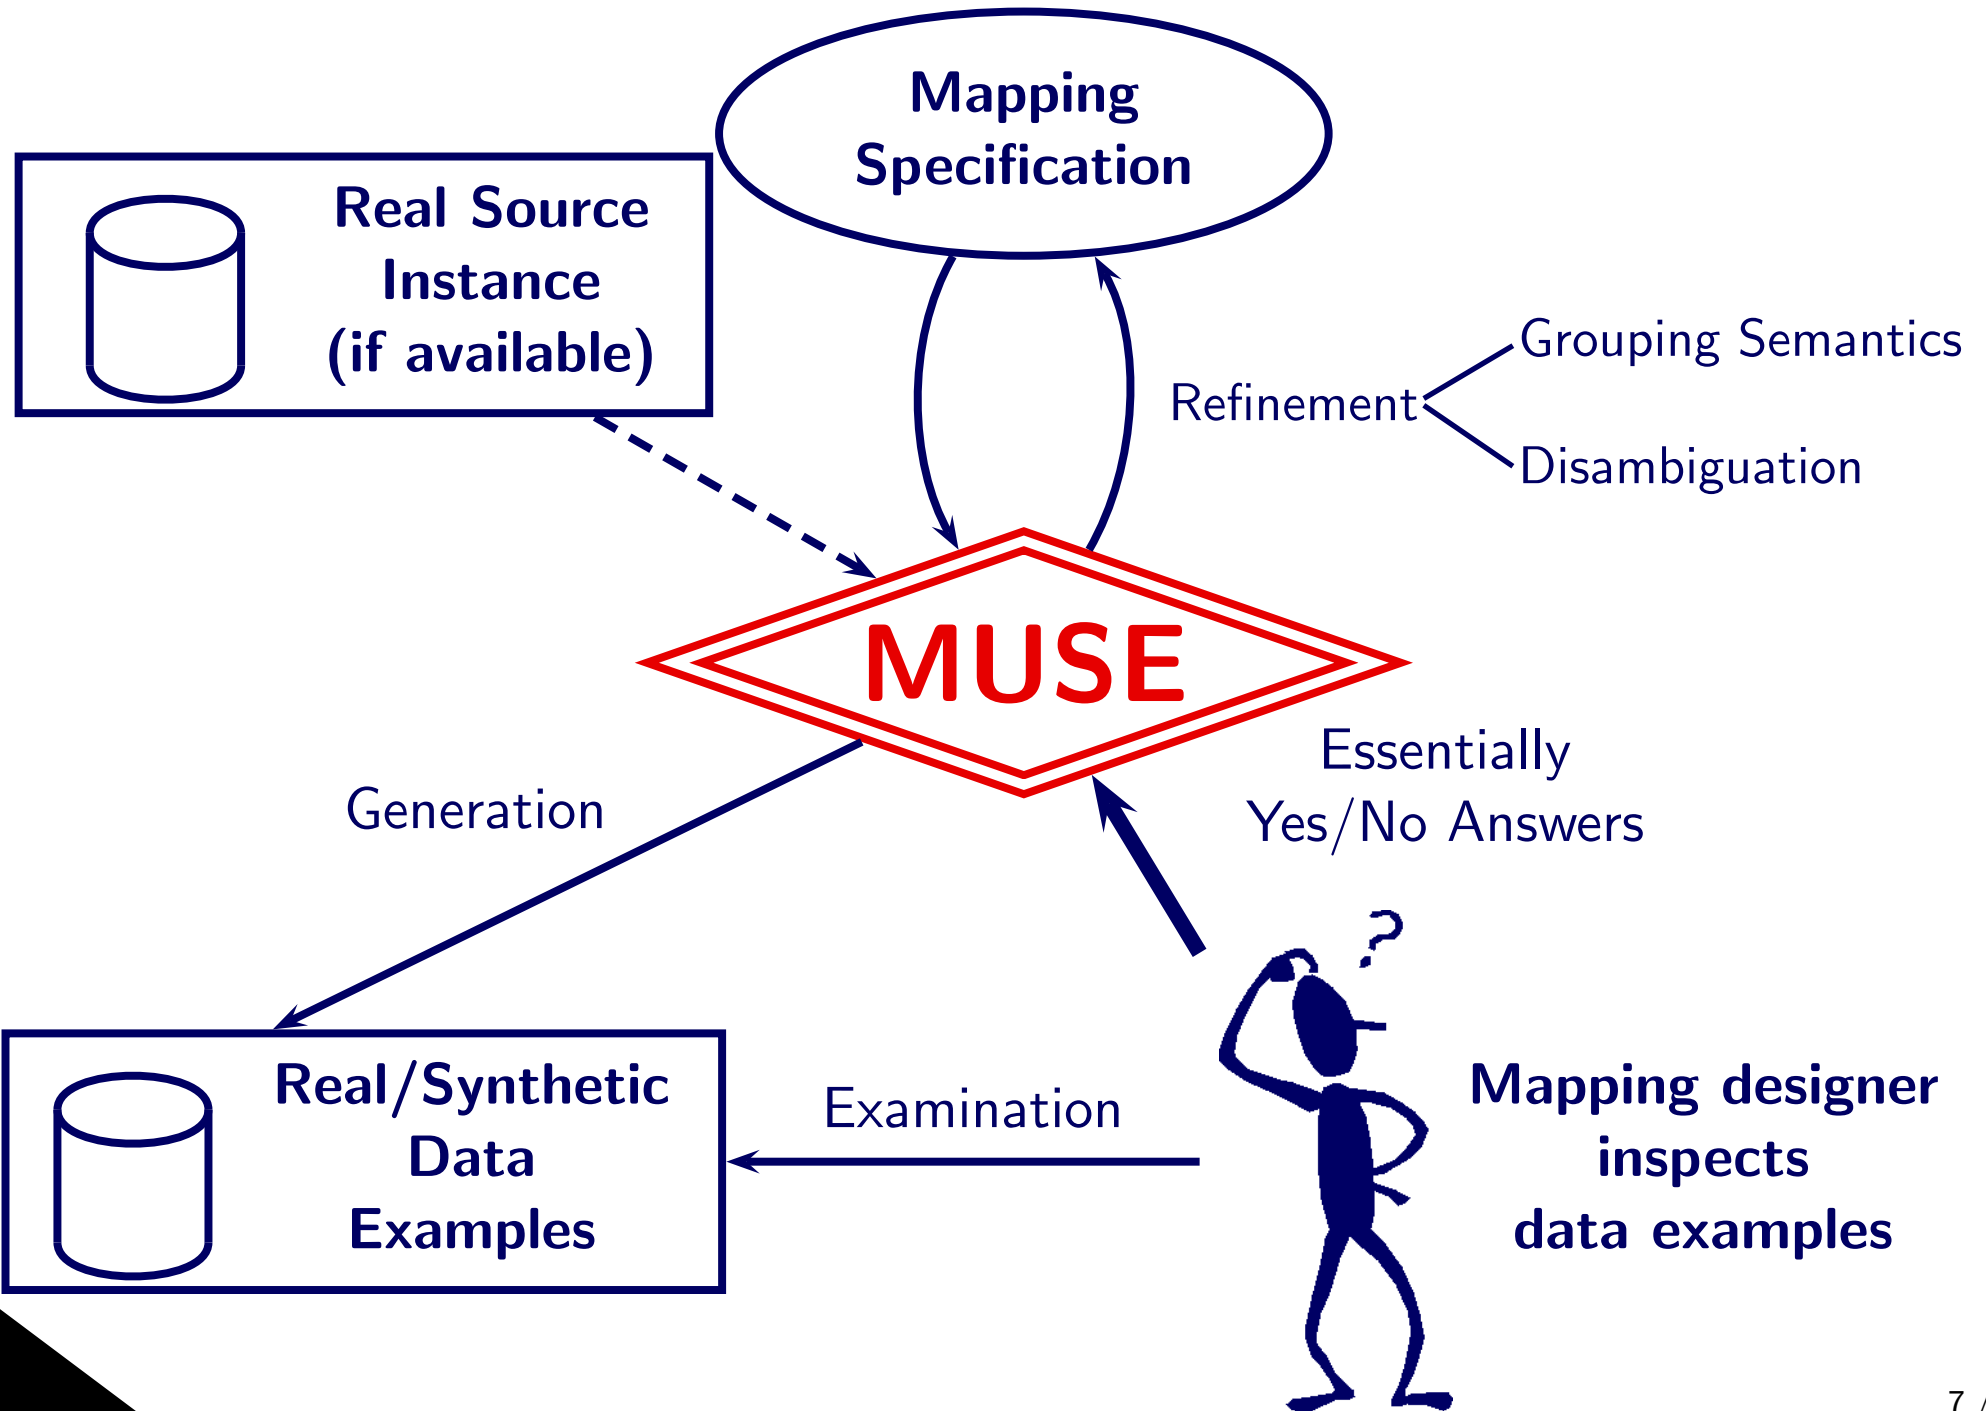 Mapping
Specification
Real Source
Instance
(if available)
Grouping Semantics
Refinement
Disambiguation
MUSE
Essentially
Yes/No Answers
Generation
?
Real/Synthetic
Data
Examples
Examination
Mapping designer
inspects
data examples
7 /